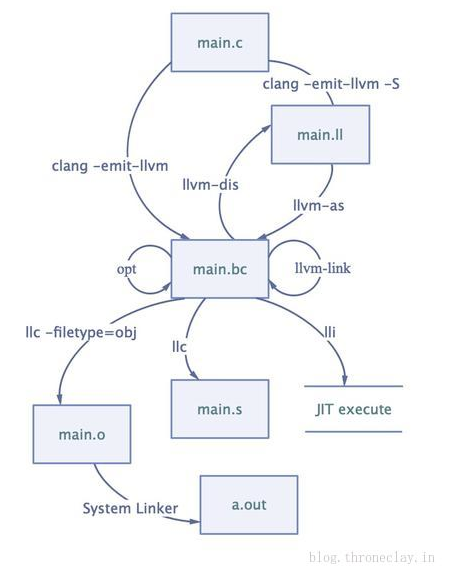 main.c
clang -emit-llvm -S
main.ll
clang -emit-llvm
llvm-dis
llvm-as
opt
main.bc
llvm-link
llc -filetype=obj
llc
lli
main.s
JIT execute
main.o
System Linker
a.out
blog.throneclay.in